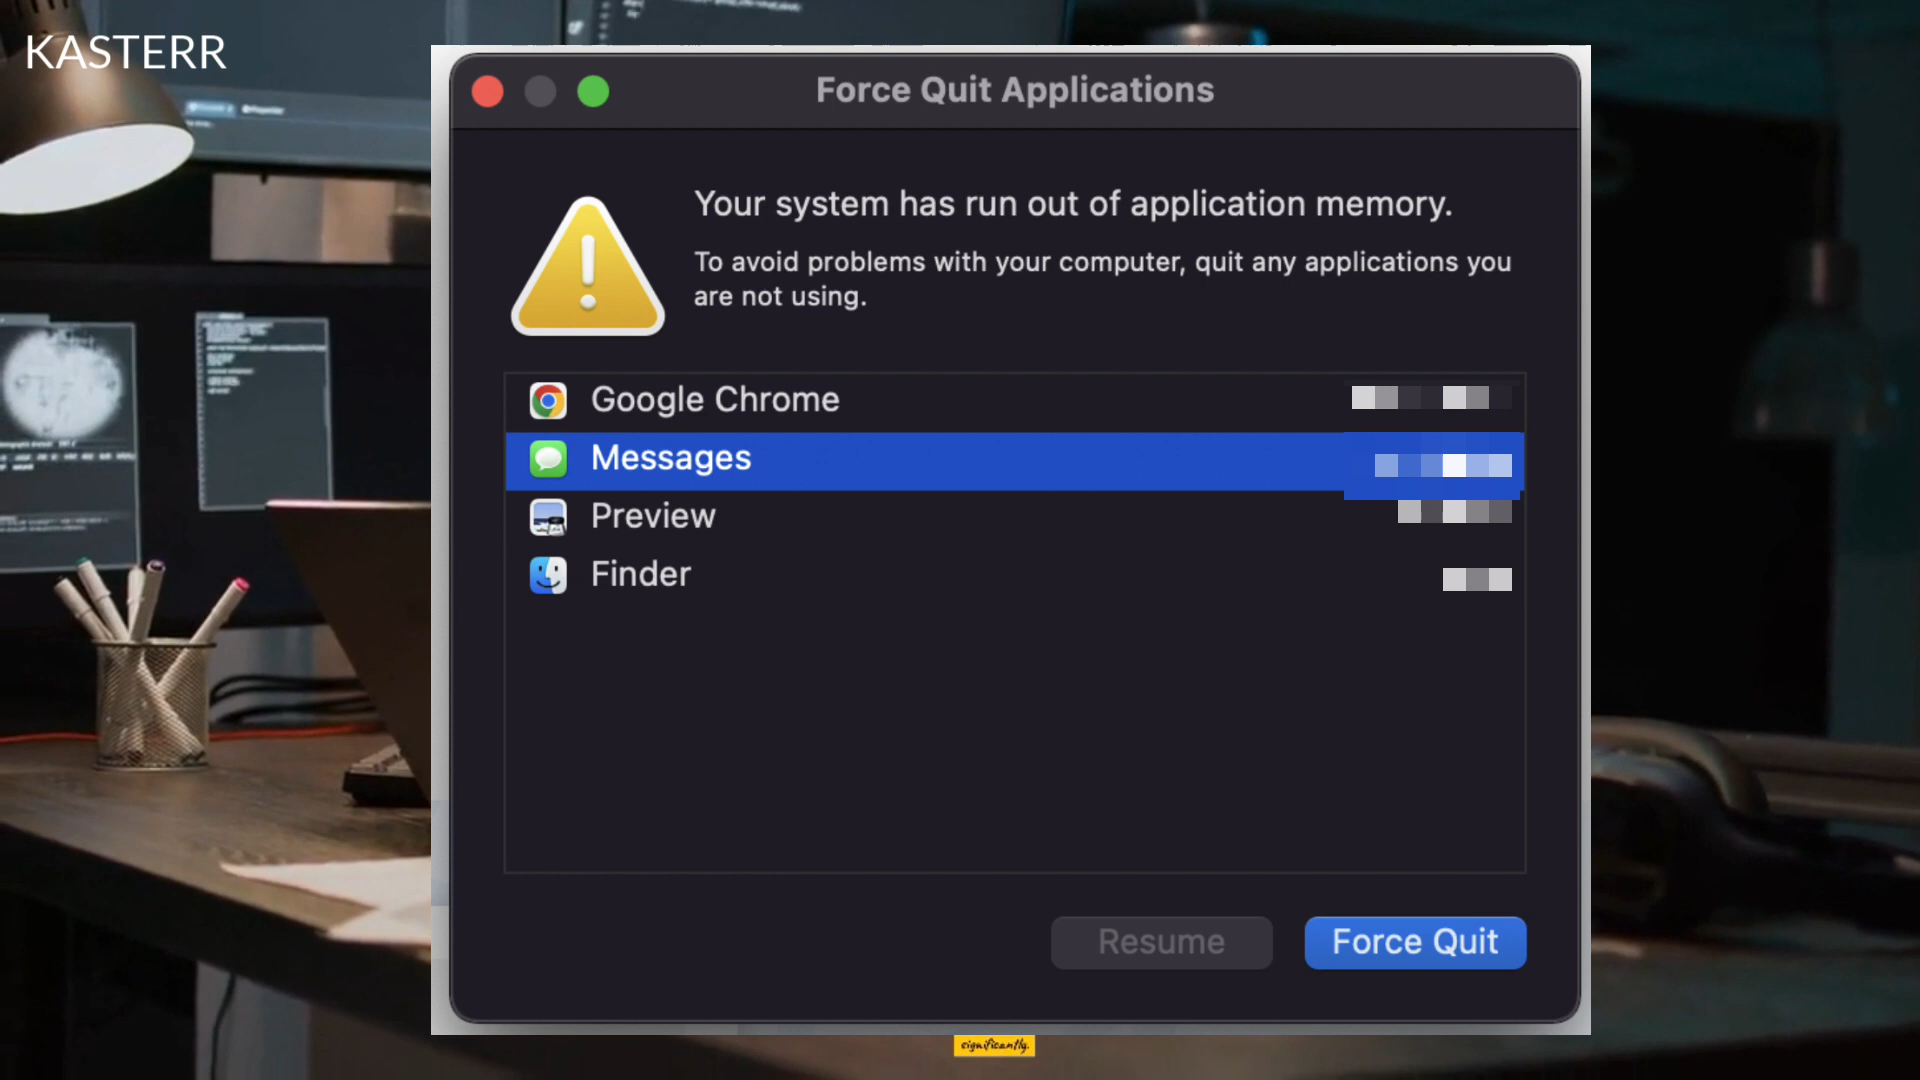 KASTERR
Force Quit Applications
Your system has run out of application memory.
To avoid problems with your computer, quit any applications you
are not using.
Google Chrome
Messages
Preview
Finder
Resume
Force Quit
significantly.